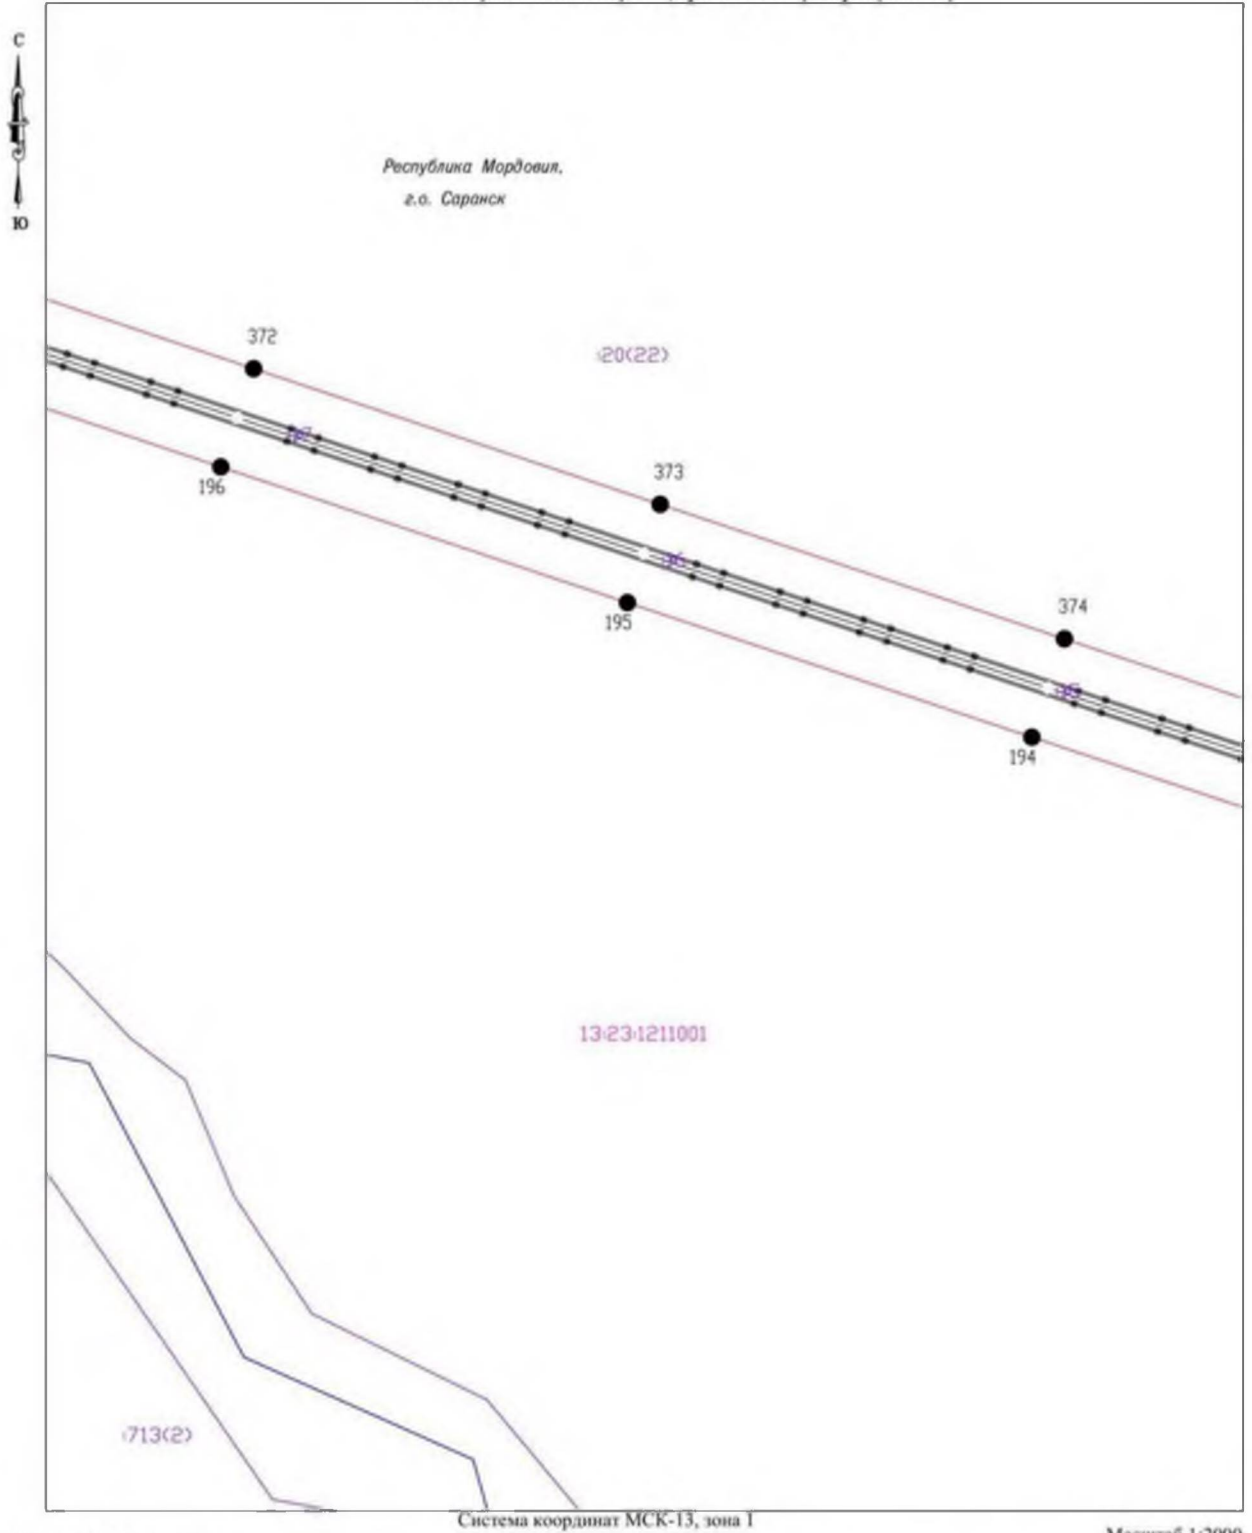 С
Ю
Республика Мордовия,
г.о. Саранск
372
:20(22)
196
373
195
374
194
13:23:1211001
:713(2)
Система координат МСК-13, зона 1